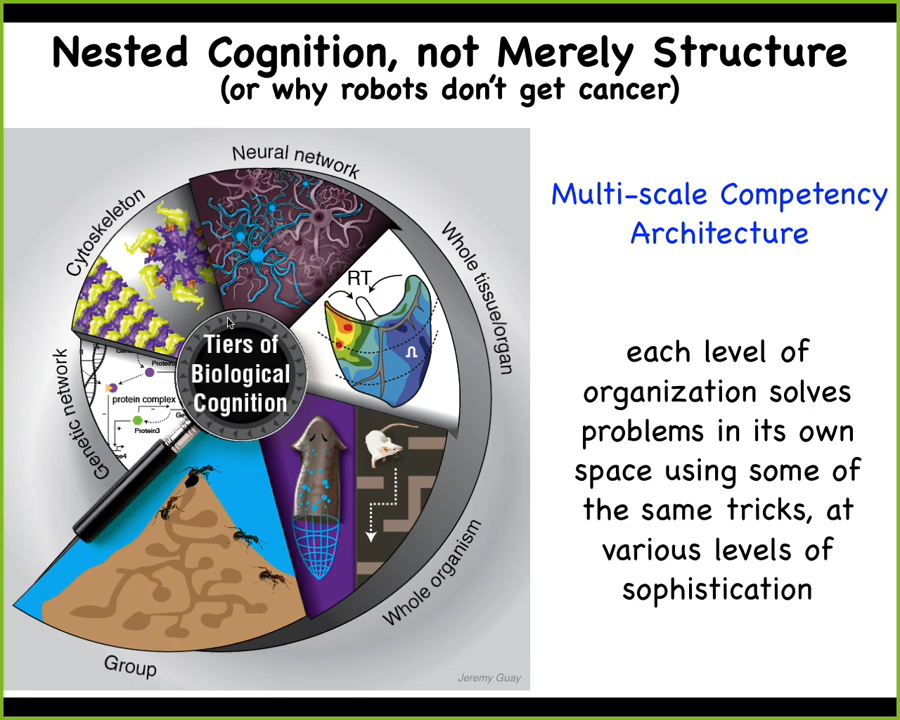 Nested Cognition, not Merely Structure
(or why robots don't get cancer)
Neural network
Cytoskeleton
Whole tissue/organ
RT
Multi-scale Competency
Architecture
Tiers of
Biological
Cognition
Genetic network
protein complex
Protein3
each level of
organization solves
problems in its own
space using some of
the same tricks, at
various levels of
sophistication
Whole organism
Group
Jeremy Guay